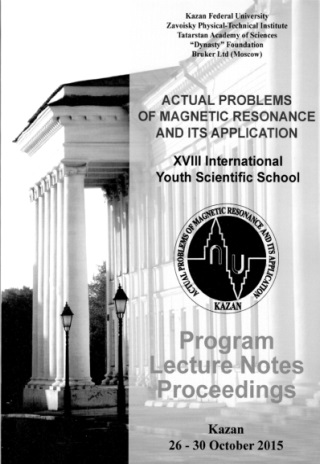 Kazan Federal University
Zavoisky Physical-Technical Institute
Tatarstan Academy of Sciences
"Dynasty" Foundation
Bruker Ltd (Moscow)
ACTUAL PROBLEMS
OF MAGNETIC RESONANCE
AND ITS APPLICATION
XVIII International
Youth Scientific School
ACTUAL PROBLEMS OF MAGNETIC RESONANCE AND ITS APPLICATION
KAZAN
Program
Lecture Notes
Proceedings
Kazan
26 - 30 October 2015